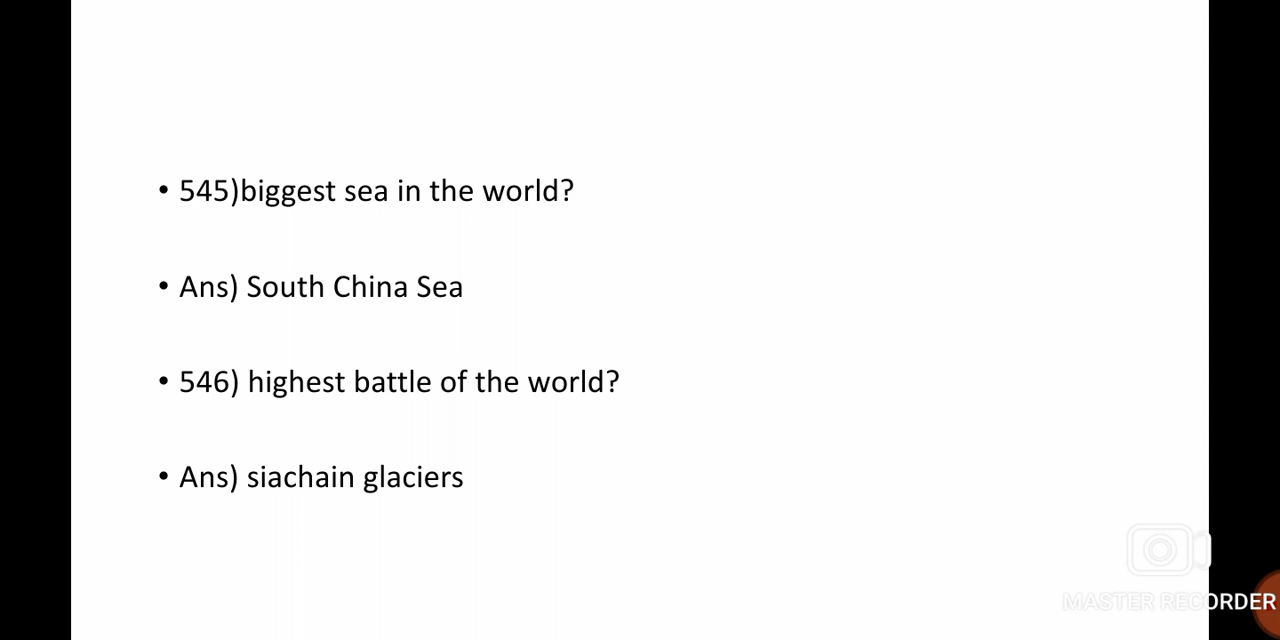 • 545)biggest sea in the world?
• Ans) South China Sea
• 546) highest battle of the world?
• Ans) siachain glaciers
MASTER RECORDER